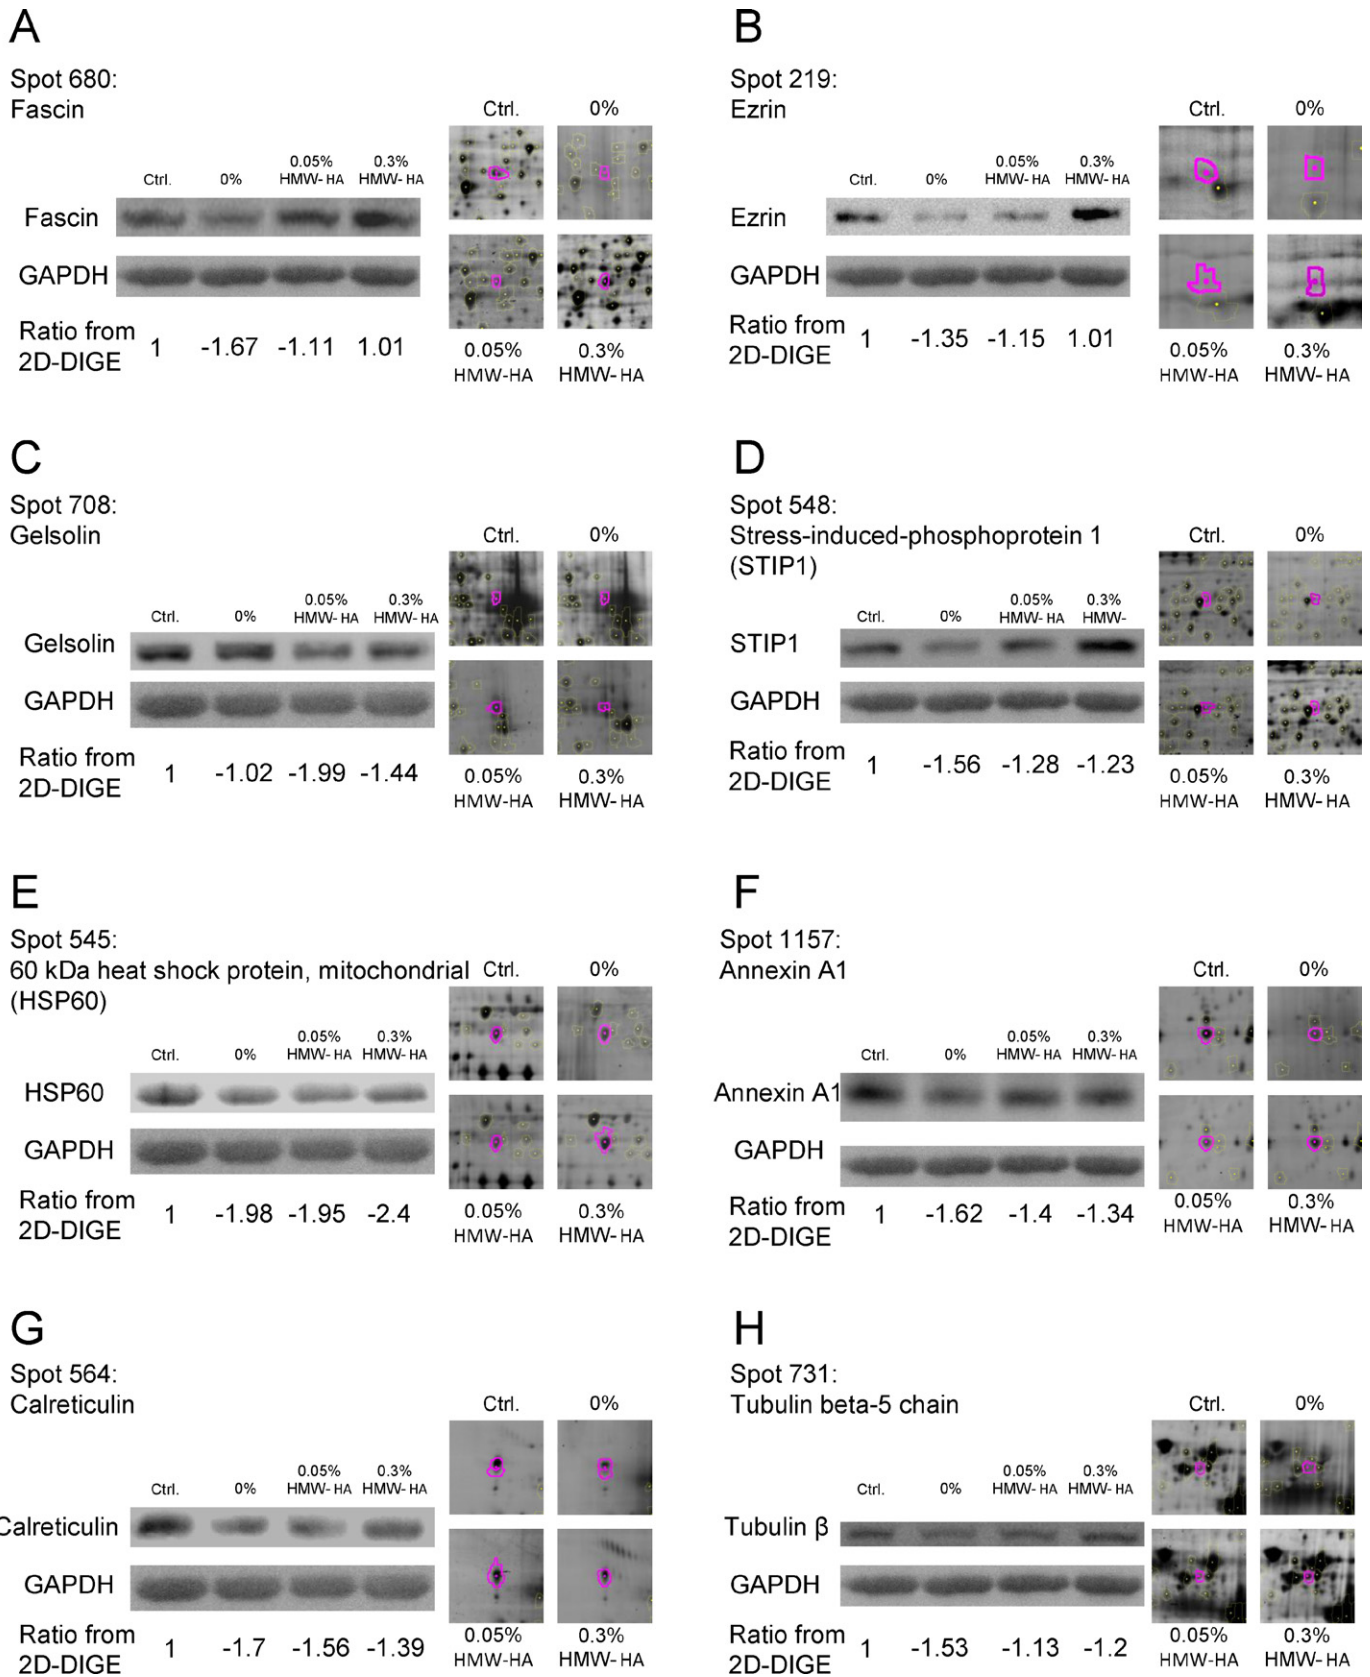 A
Spot 680:
Fascin
Ctrl. 0%
Ctrl. 0% 0.05% HMW- HA 0.3% HMW- HA
Fascin
GAPDH
Ratio from
2D-DIGE
1 -1.67 -1.11 1.01
0.05% 0.3%
HMW-HA HMW- HA
B
Spot 219:
Ezrin
Ctrl. 0%
Ctrl. 0% 0.05% HMW- HA 0.3% HMW- HA
Ezrin
GAPDH
Ratio from
2D-DIGE
1 -1.35 -1.15 1.01
0.05% 0.3%
HMW-HA HMW- HA
C
Spot 708:
Gelsolin
Ctrl. 0%
Ctrl. 0% 0.05% HMW- HA 0.3% HMW- HA
Gelsolin
GAPDH
Ratio from
2D-DIGE
1 -1.02 -1.99 -1.44
0.05% 0.3%
HMW-HA HMW- HA
D
Spot 548:
Stress-induced-phosphoprotein 1
(STIP1)
Ctrl. 0%
Ctrl. 0% 0.05% HMW- HA 0.3% HMW-
STIP1
GAPDH
Ratio from
2D-DIGE
1 -1.56 -1.28 -1.23
0.05% 0.3%
HMW-HA HMW- HA
E
Spot 545:
60 kDa heat shock protein, mitochondrial
(HSP60)
Ctrl. 0%
Ctrl. 0% 0.05% HMW- HA 0.3% HMW- HA
HSP60
GAPDH
Ratio from
2D-DIGE
1 -1.98 -1.95 -2.4
0.05% 0.3%
HMW-HA HMW- HA
F
Spot 1157:
Annexin A1
Ctrl. 0%
Ctrl. 0% 0.05% HMW- HA 0.3% HMW- HA
Annexin A1
GAPDH
Ratio from
2D-DIGE
1 -1.62 -1.4 -1.34
0.05% 0.3%
HMW-HA HMW- HA
G
Spot 564:
Calreticulin
Ctrl. 0%
Ctrl. 0% 0.05% HMW- HA 0.3% HMW- HA
Calreticulin
GAPDH
Ratio from
2D-DIGE
1 -1.7 -1.56 -1.39
0.05% 0.3%
HMW-HA HMW- HA
H
Spot 731:
Tubulin beta-5 chain
Ctrl. 0%
Ctrl. 0% 0.05% HMW- HA 0.3% HMW- HA
Tubulin β
GAPDH
Ratio from
2D-DIGE
1 -1.53 -1.13 -1.2
0.05% 0.3%
HMW-HA HMW- HA